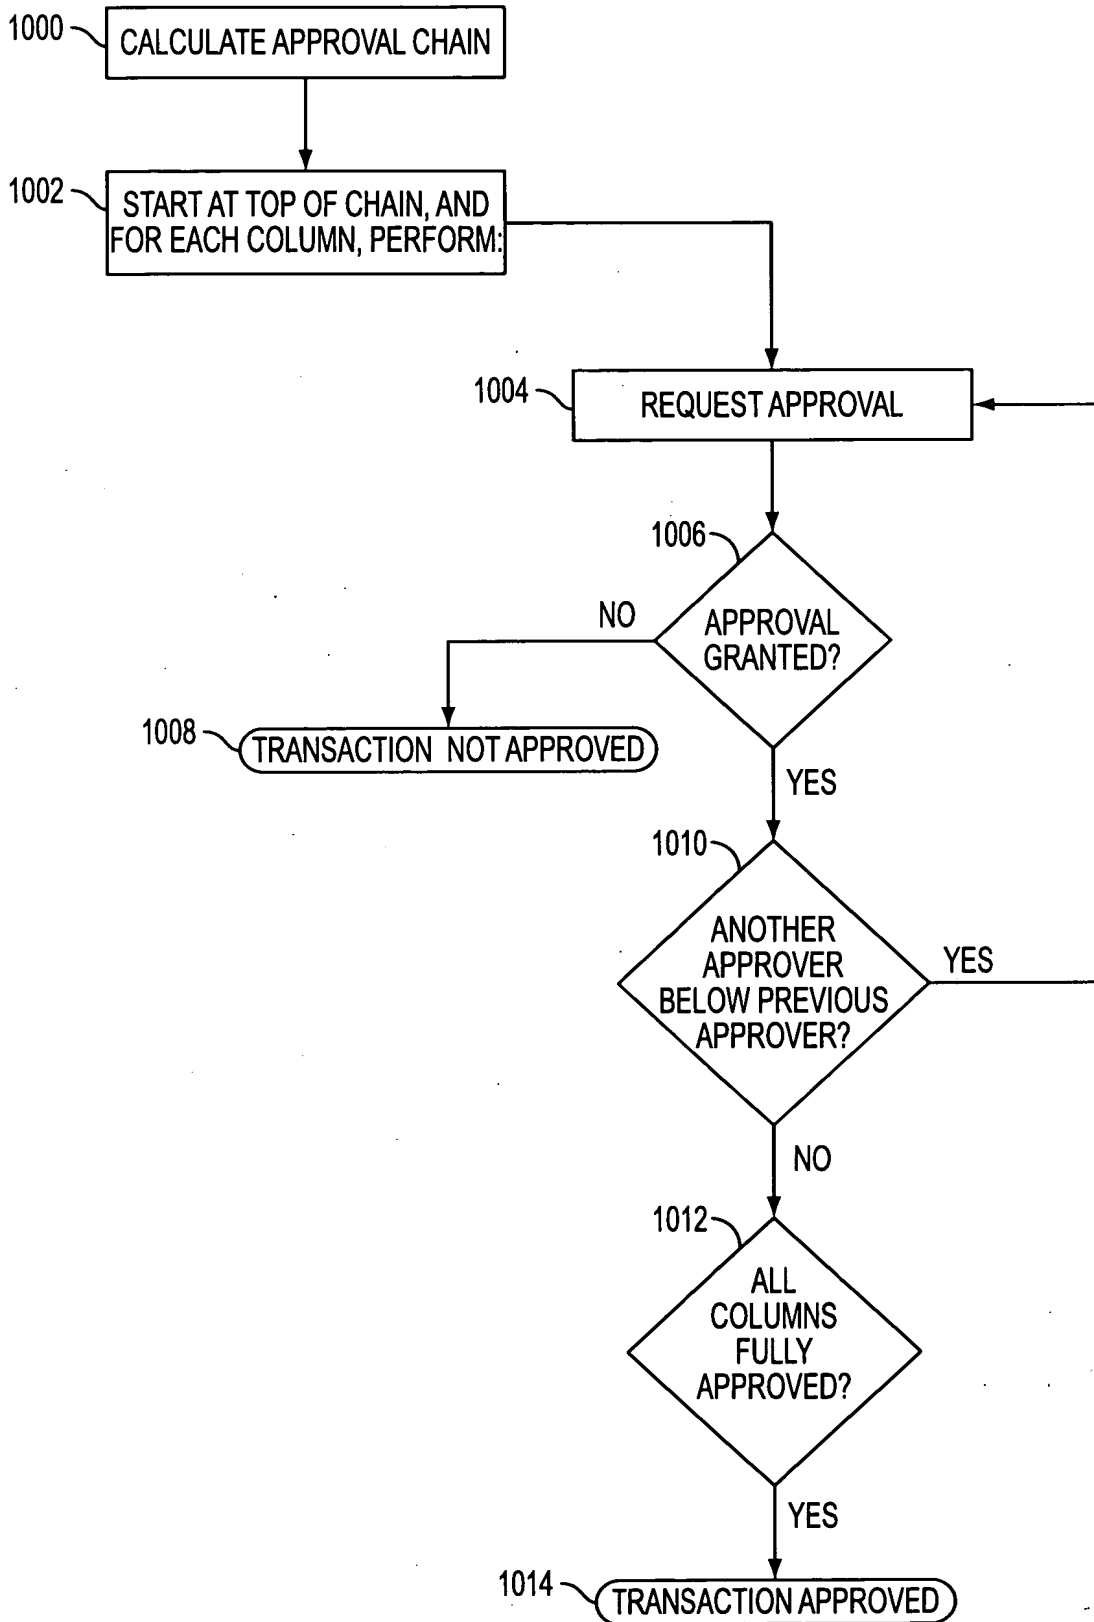 1000
CALCULATE APPROVAL CHAIN
1002
START AT TOP OF CHAIN, AND
FOR EACH COLUMN, PERFORM:
1004
REQUEST APPROVAL
1006
APPROVAL
GRANTED?
NO
1008
TRANSACTION NOT APPROVED
YES
1010
ANOTHER
APPROVER
BELOW PREVIOUS
APPROVER?
YES
NO
1012
ALL
COLUMNS
FULLY
APPROVED?
YES
1014
TRANSACTION APPROVED